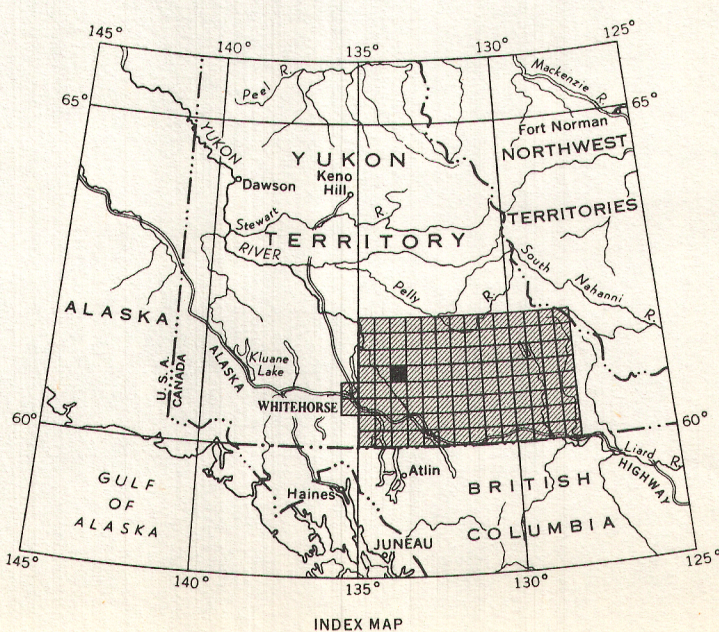 145°
140°
135°
130°
125°
Peel R.
Mackenzie R.
65°
65°
Fort Norman
YUKON
YUKON
NORTHWEST
Keno
Hill
Dawson
TERRITORIES
Stewart R.
TERRITORY
RIVER
South Nahanni R.
Pelly R.
ALASKA
U.S.A.
CANADA
ALASKA
Kluane
Lake
WHITEHORSE
60°
60°
Liard R.
HIGHWAY
Atlin
BRITISH
COLUMBIA
GULF
OF
ALASKA
Haines
JUNEAU
145°
140°
135°
130°
125°
INDEX MAP